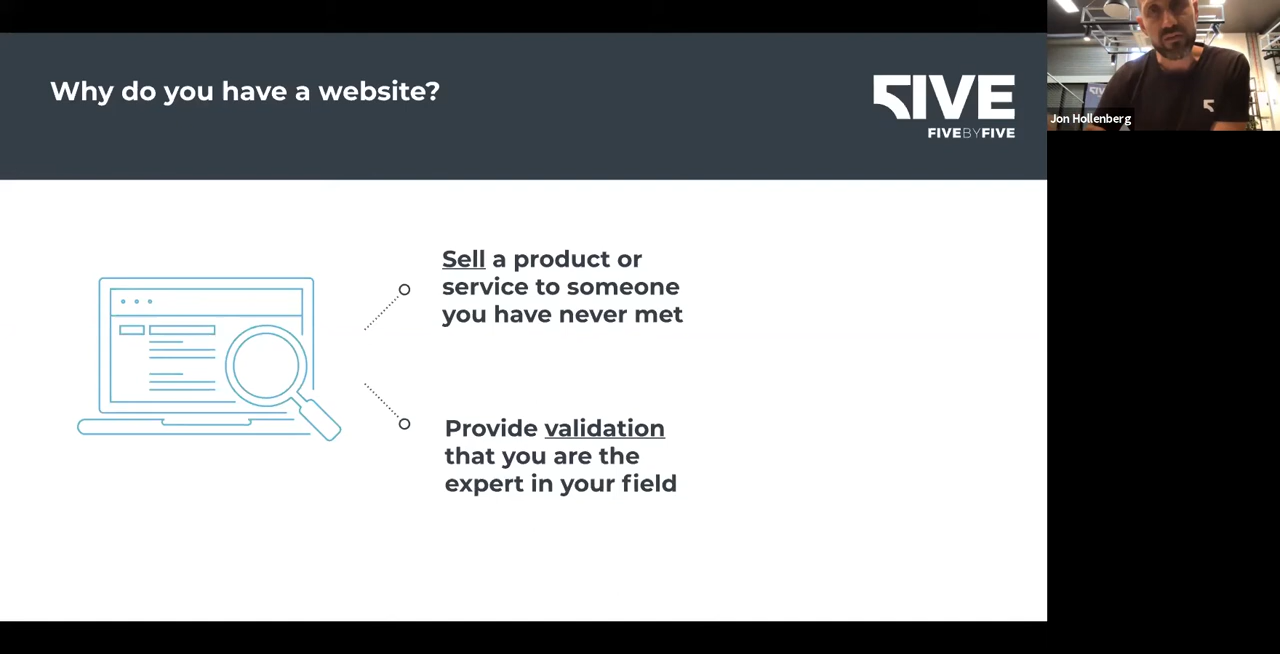 Why do you have a website?
FIVE
FIVEBYFIVE
Jon Hollenberg
Sell a product or
service to someone
you have never met
Provide validation
that you are the
expert in your field